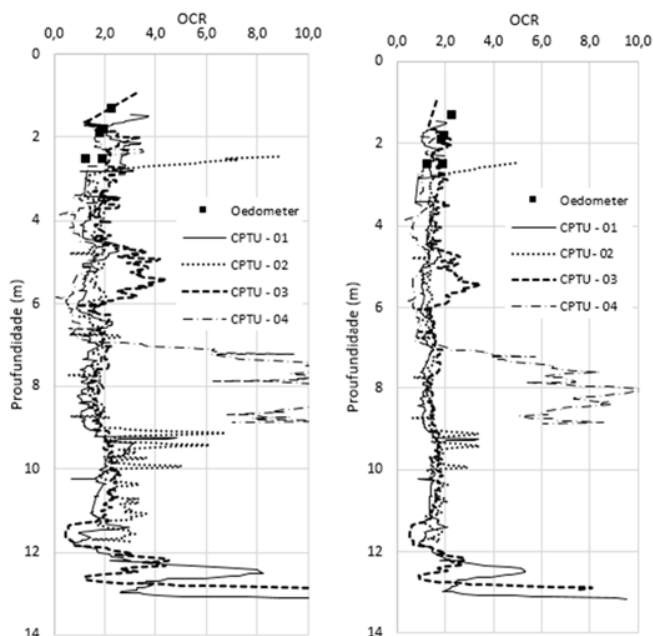 OCR
0,0 2,0 4,0 6,0 8,0 10,0
0
2
4
6
8
10
12
14
Proufundidade (m)
Oedometer
CPTU - 01
CPTU - 02
CPTU - 03
CPTU - 04
OCR
0,0 2,0 4,0 6,0 8,0 10,0
0
2
4
6
8
10
12
14
Proufundidade (m)
Oedometer
CPTU - 01
CPTU - 02
CPTU - 03
CPTU - 04